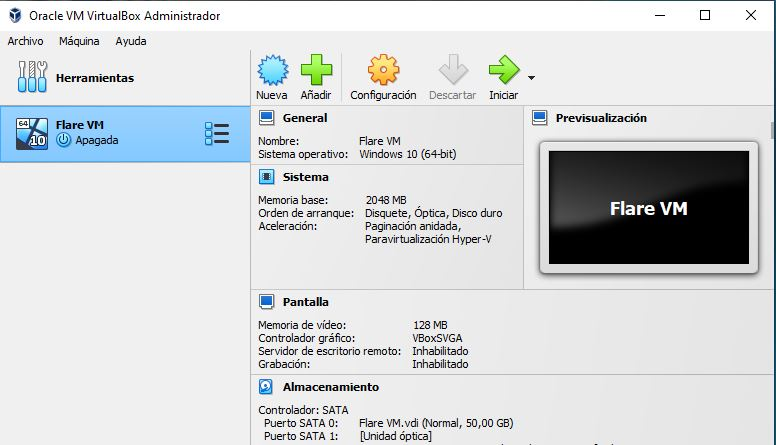 Oracle VM VirtualBox Administrador
Archivo Máquina Ayuda
Herramientas
Nueva Añadir Configuración Descartar Iniciar
64
10
Flare VM
Apagada
General
Nombre: Flare VM
Sistema operativo: Windows 10 (64-bit)
Sistema
Memoria base: 2048 MB
Orden de arranque: Disquete, Óptica, Disco duro
Aceleración: Paginación anidada,
Paravirtualización Hyper-V
Previsualización
Flare VM
Pantalla
Memoria de vídeo: 128 MB
Controlador gráfico: VBoxSVGA
Servidor de escritorio remoto: Inhabilitado
Grabación: Inhabilitado
Almacenamiento
Controlador: SATA
Puerto SATA 0: Flare VM.vdi (Normal, 50,00 GB)
Puerto SATA 1: [Unidad óptica]